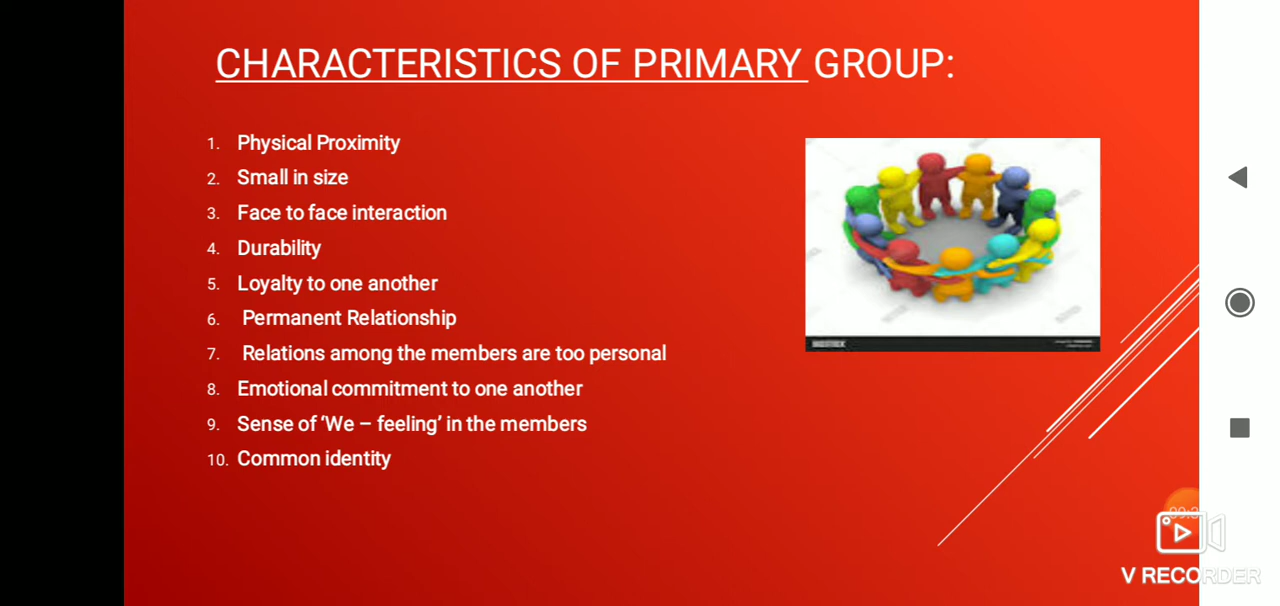 CHARACTERISTICS OF PRIMARY GROUP:
1. Physical Proximity
2. Small in size
3. Face to face interaction
4. Durability
5. Loyalty to one another
6. Permanent Relationship
7. Relations among the members are too personal
8. Emotional commitment to one another
9. Sense of ‘We – feeling’ in the members
10. Common identity
V RECORDER